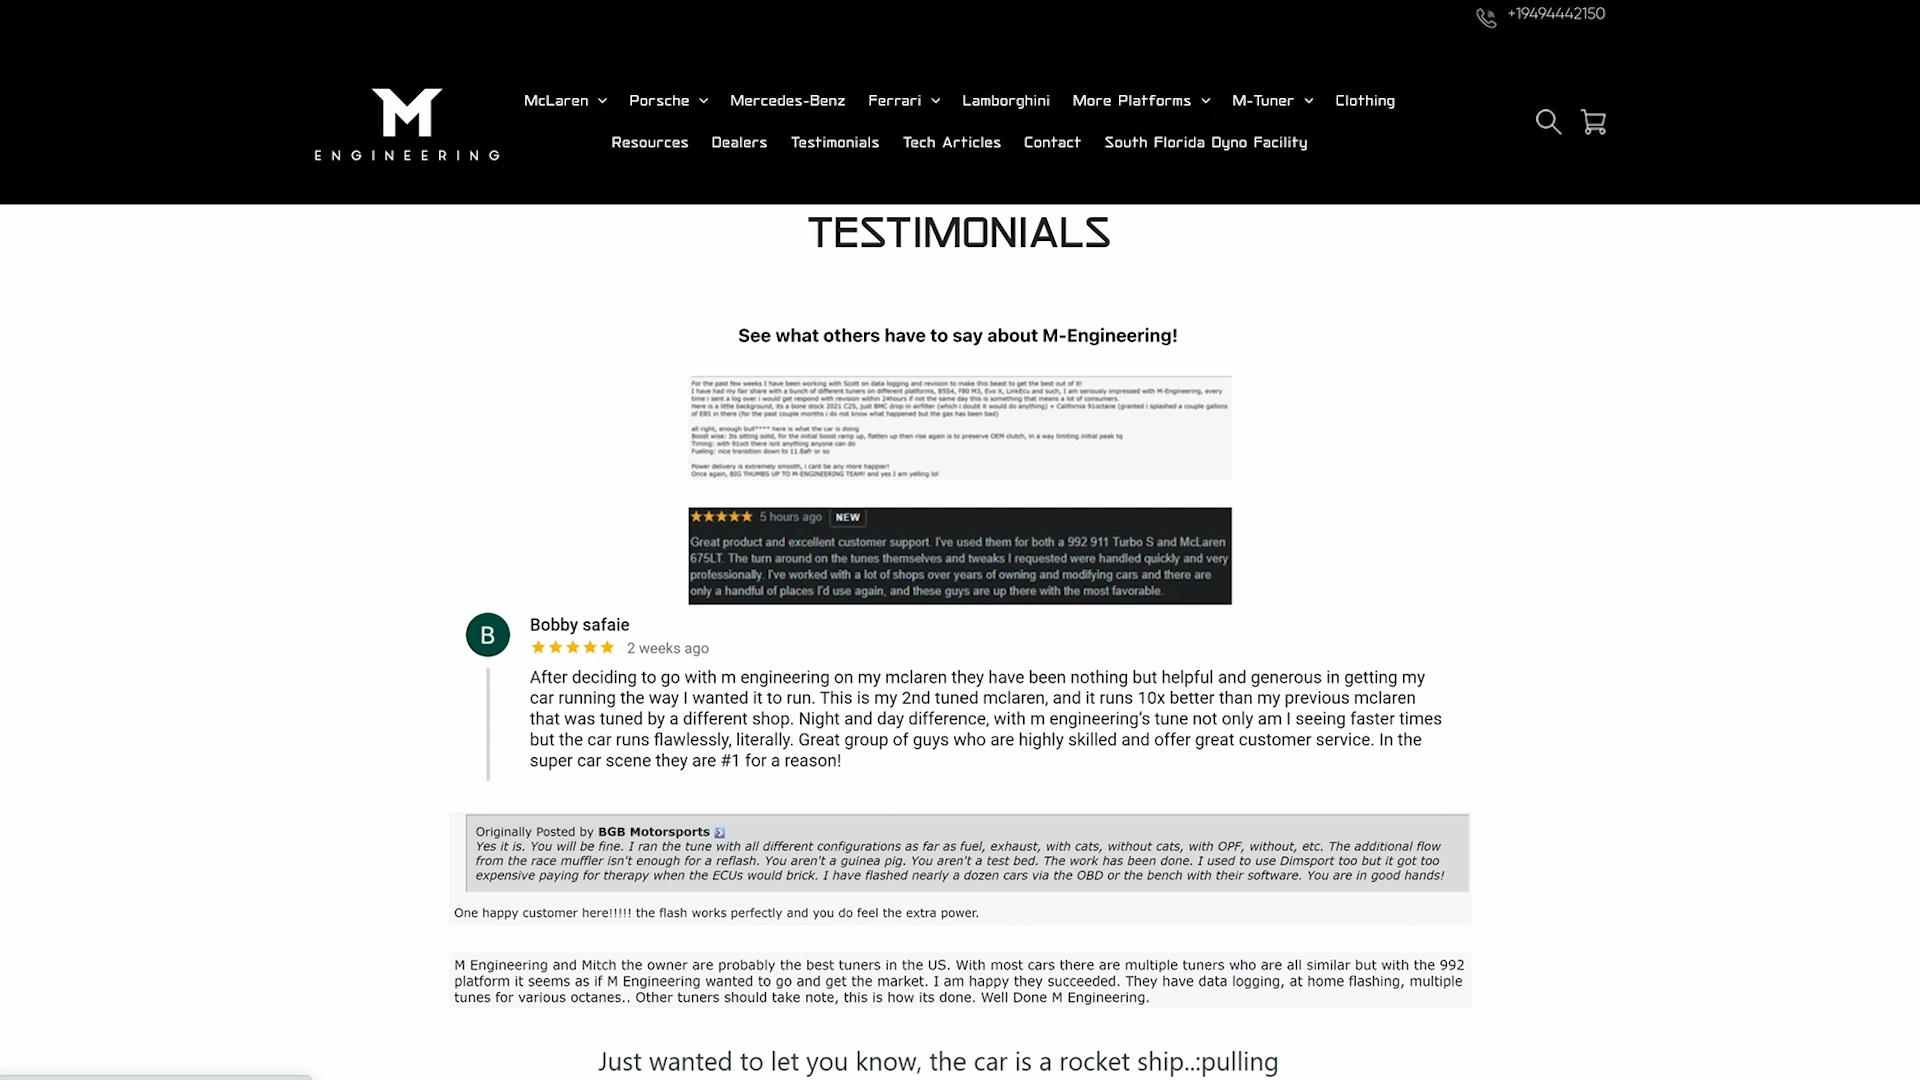 +19494442150
M
ENGINEERING
McLaren Porsche Mercedes-Benz Ferrari Lamborghini More Platforms M-Tuner Clothing
Resources Dealers Testimonials Tech Articles Contact South Florida Dyno Facility
TESTIMONIALS
See what others have to say about M-Engineering!
For the past few weeks I have been working with Scott on data logging and revision to make this beast to get the best out of it!
I have had my fair share with a bunch of different tuners on different platforms, B5S4, F80 M3, Evo X, LinkEcu and such, I am seriously impressed with M-Engineering, every
time i sent a log over i would get respond with revision within 24hours if not the same day this is something that means a lot of consumers.
Here is a little background, its a bone stock 2021 C2S, just BMC drop in airfilter (which i doubt it would do anything) + California 91octane (granted i splashed a couple gallons
of E85 in there (for the past couple months i do not know what happened but the gas has been bad)
all right, enough bull**** here is what the car is doing
Boost wise: Its sitting solid, for the initial boost ramp up, flatten up then rise again is to preserve OEM clutch, in a way limiting initial peak tq
Timing: with 91oct there isnt anything anyone can do
Fueling: nice transition down to 11.8afr or so
Power delivery is extremely smooth, i cant be any more happier!
Once again, BIG THUMBS UP TO M-ENGINEERING TEAM! and yes I am yelling lol
5 hours ago NEW
Great product and excellent customer support. I've used them for both a 992 911 Turbo S and McLaren
675LT. The turn around on the tunes themselves and tweaks I requested were handled quickly and very
professionally. I've worked with a lot of shops over years of owning and modifying cars and there are
only a handful of places I'd use again, and these guys are up there with the most favorable.
B
Bobby safaie
2 weeks ago
After deciding to go with m engineering on my mclaren they have been nothing but helpful and generous in getting my
car running the way I wanted it to run. This is my 2nd tuned mclaren, and it runs 10x better than my previous mclaren
that was tuned by a different shop. Night and day difference, with m engineering's tune not only am I seeing faster times
but the car runs flawlessly, literally. Great group of guys who are highly skilled and offer great customer service. In the
super car scene they are #1 for a reason!
Originally Posted by BGB Motorsports
Yes it is. You will be fine. I ran the tune with all different configurations as far as fuel, exhaust, with cats, without cats, with OPF, without, etc. The additional flow
from the race muffler isn't enough for a reflash. You aren't a guinea pig. You aren't a test bed. The work has been done. I used to use Dimsport too but it got too
expensive paying for therapy when the ECUs would brick. I have flashed nearly a dozen cars via the OBD or the bench with their software. You are in good hands!
One happy customer here!!!!! the flash works perfectly and you do feel the extra power.
M Engineering and Mitch the owner are probably the best tuners in the US. With most cars there are multiple tuners who are all similar but with the 992
platform it seems as if M Engineering wanted to go and get the market. I am happy they succeeded. They have data logging, at home flashing, multiple
tunes for various octanes.. Other tuners should take note, this is how its done. Well Done M Engineering.
Just wanted to let you know, the car is a rocket ship..:pulling